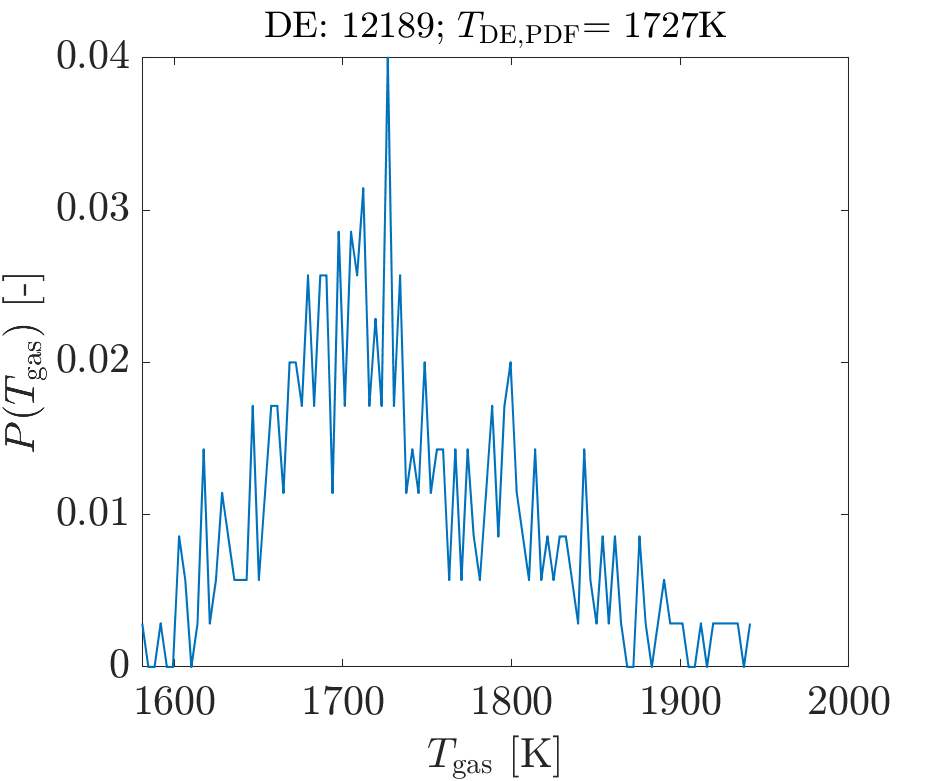 DE: 12189; T_DE,PDF= 1727K
0.04
0.03
0.02
0.01
0
P(T_gas) [-]
1600 1700 1800 1900 2000
T_gas [K]